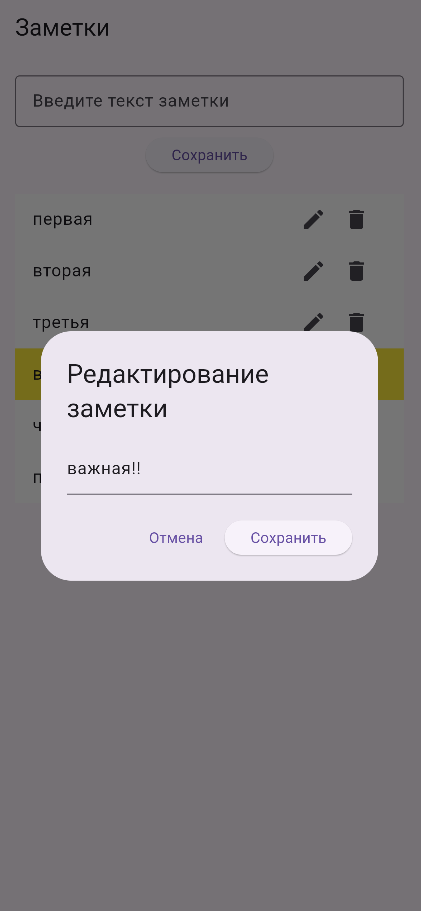 Заметки
Введите текст заметки
Сохранить
первая
вторая
третья
Редактирование
заметки
важная!!
Отмена
Сохранить